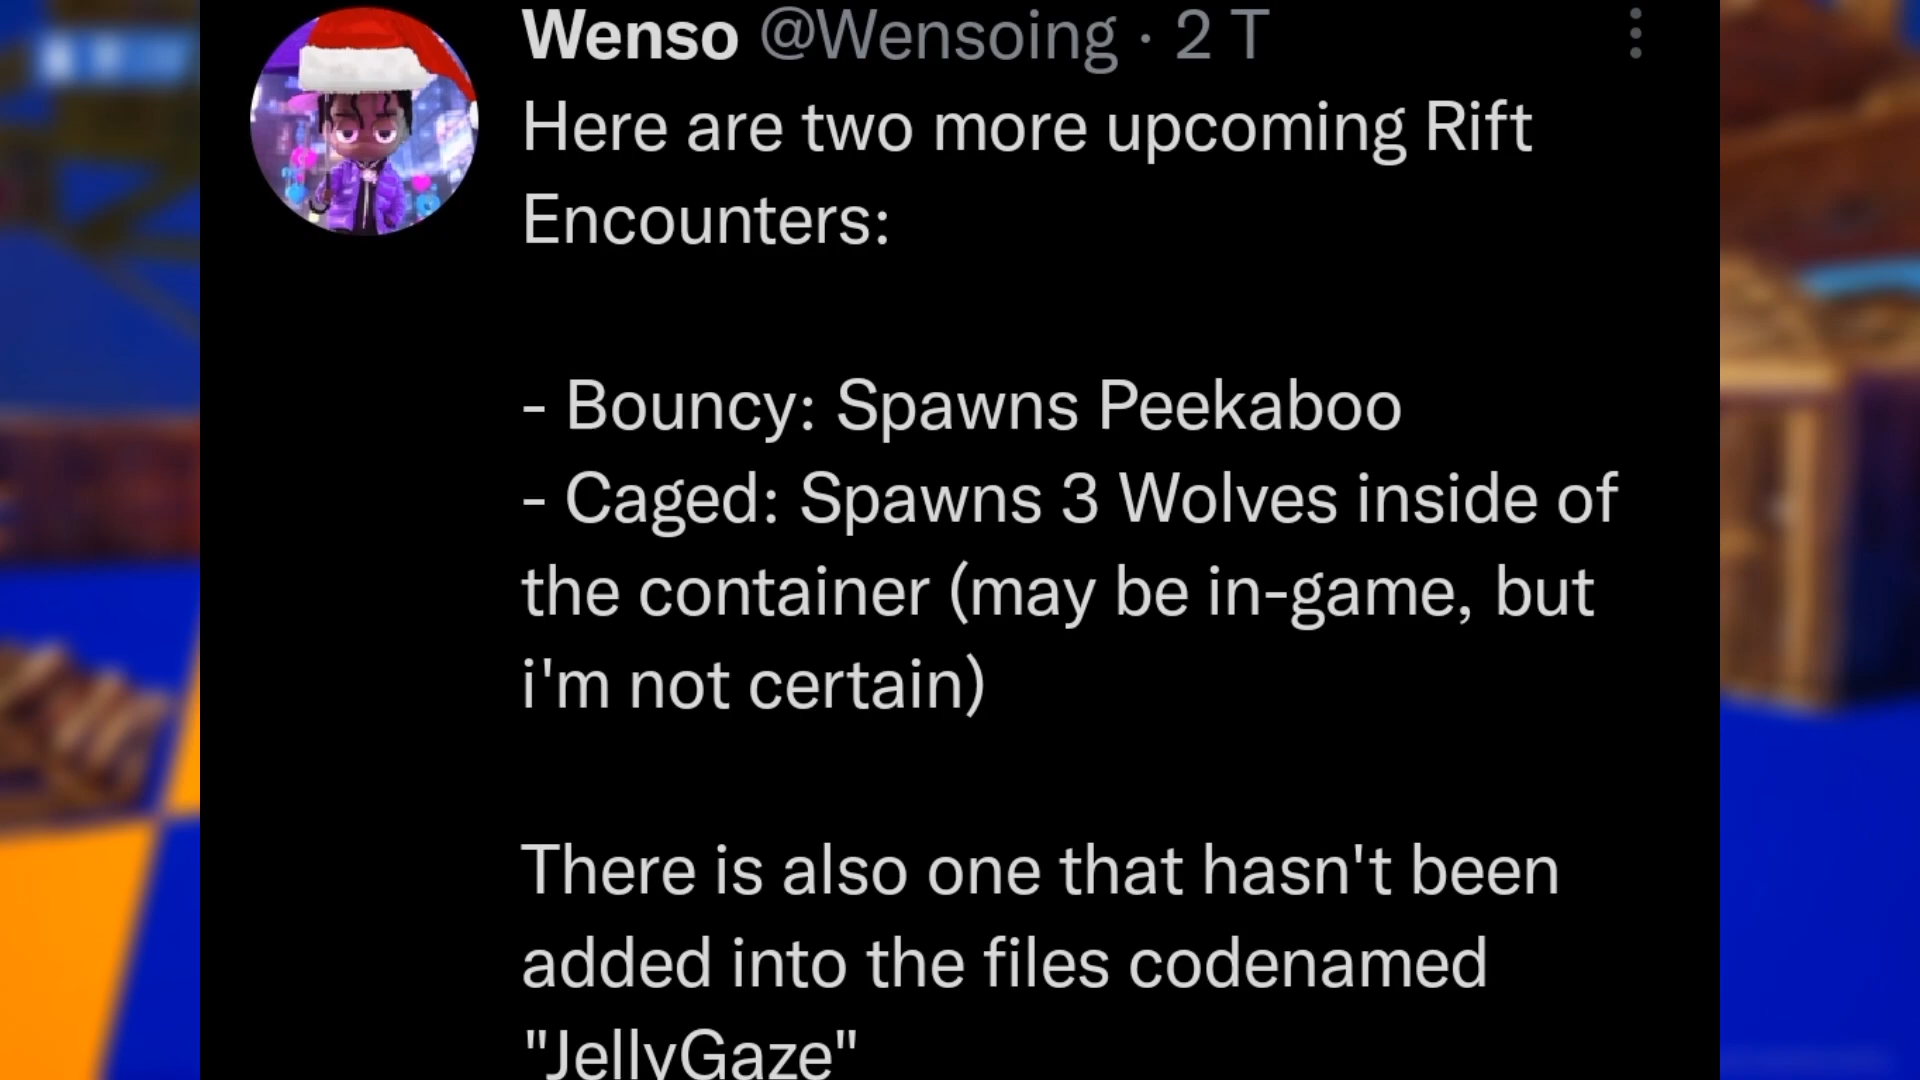 Wenso @Wensoing · 2 T
Here are two more upcoming Rift
Encounters:
- Bouncy: Spawns Peekaboo
- Caged: Spawns 3 Wolves inside of
the container (may be in-game, but
i'm not certain)
There is also one that hasn't been
added into the files codenamed
"JellyGaze"